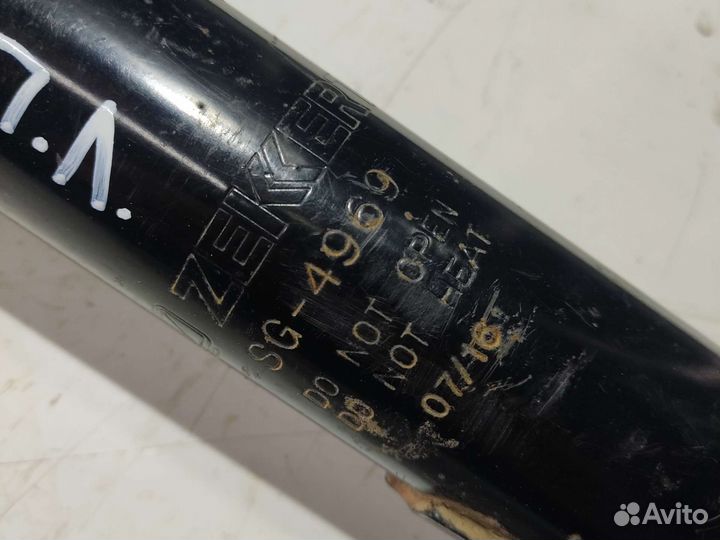 ZEKKERT
SG-4969
DO NOT OPEN
DO NOT HEAT
07/16
Л.V.
Avito